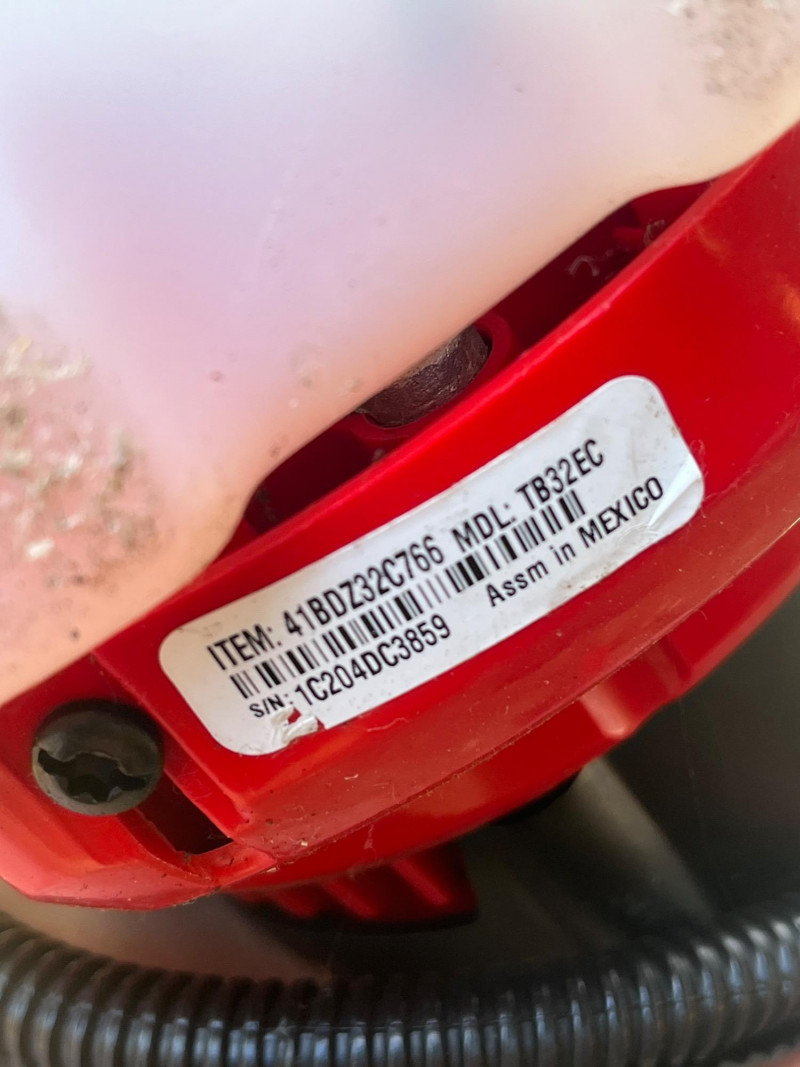 ITEM: 41BDZ32C766 MDL: TB32EC
S/N: 1C204DC3859 Assm in MEXICO